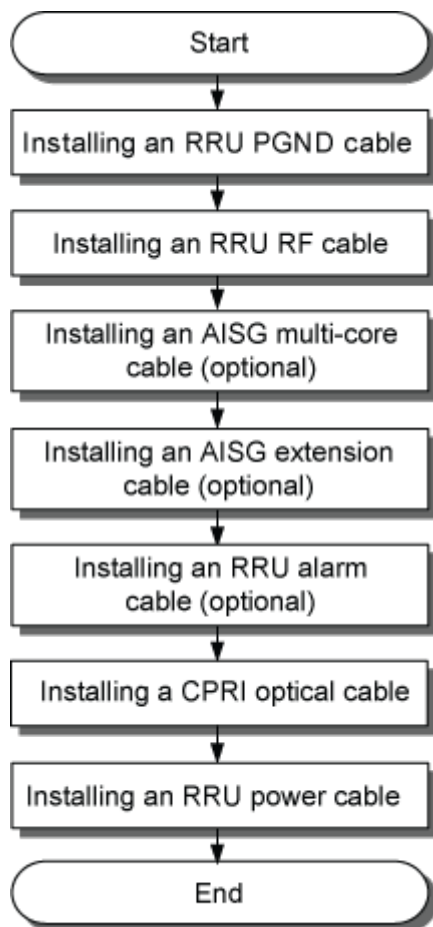 Start
Installing an RRU PGND cable
Installing an RRU RF cable
Installing an AISG multi-core
cable (optional)
Installing an AISG extension
cable (optional)
Installing an RRU alarm
cable (optional)
Installing a CPRI optical cable
Installing an RRU power cable
End